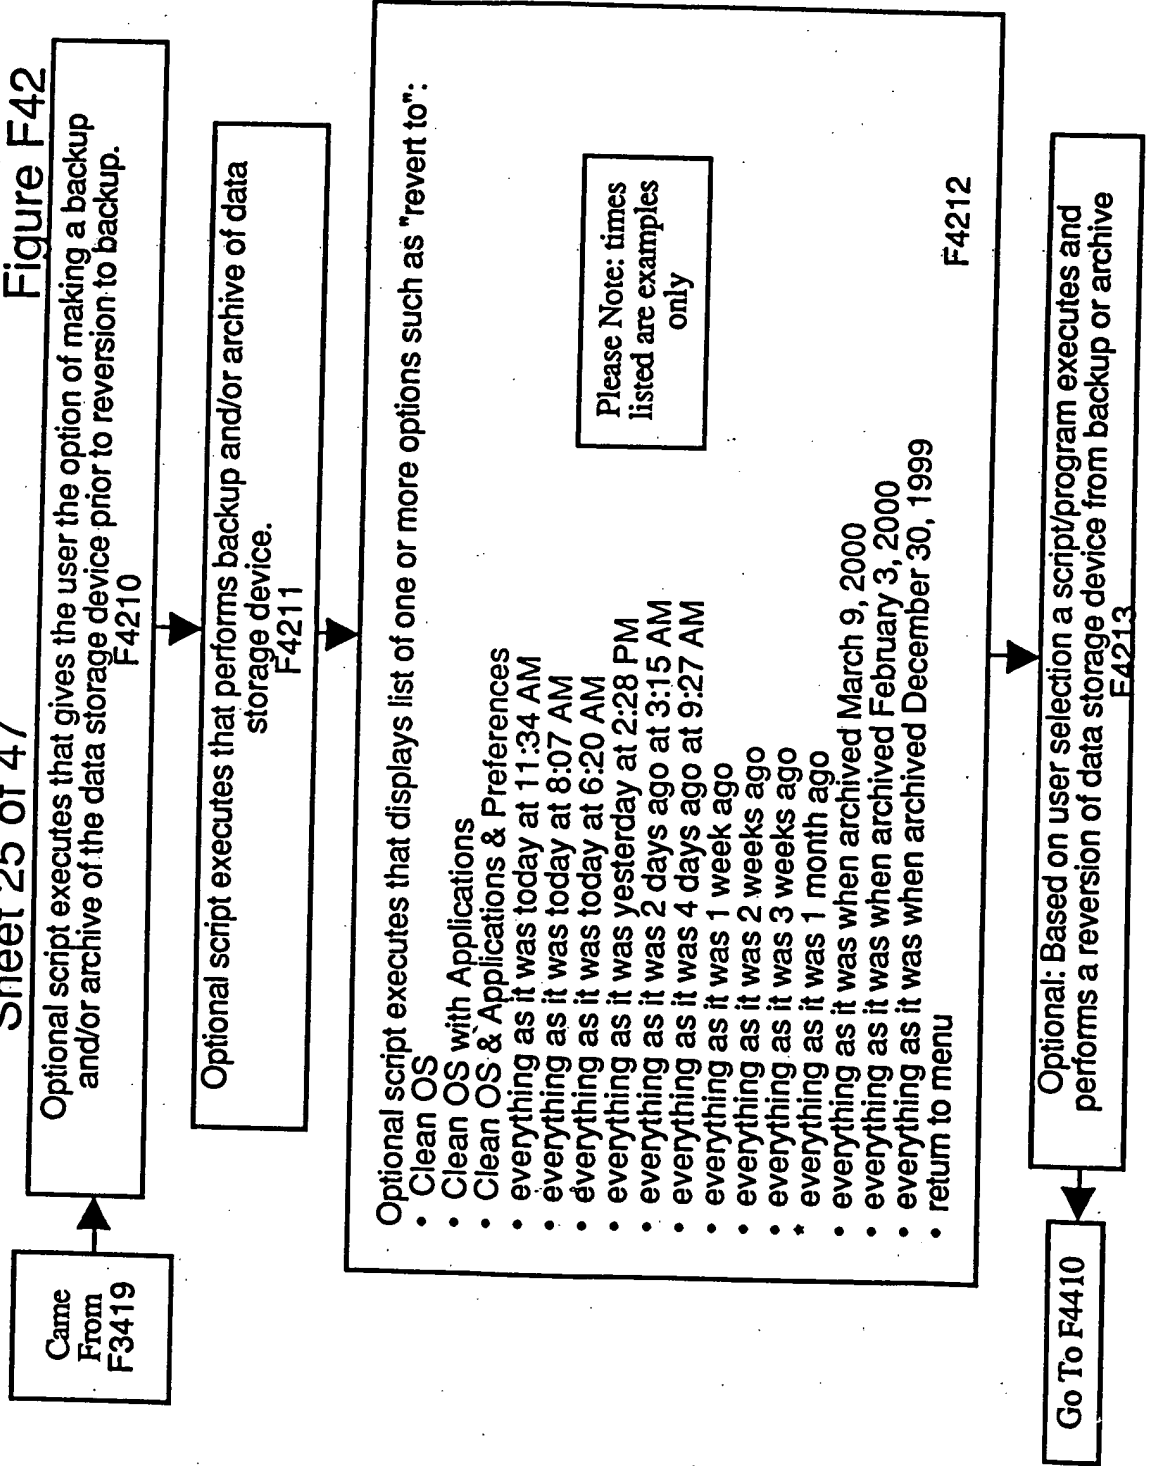 Sheet 25 of 47
Figure F42
Came
From
F3419
Optional script executes that gives the user the option of making a backup
and/or archive of the data storage device prior to reversion to backup.
F4210
Optional script executes that performs backup and/or archive of data
storage device.
F4211
Optional script executes that displays list of one or more options such as "revert to":
• Clean OS
• Clean OS with Applications
• Clean OS & Applications & Preferences
• everything as it was today at 11:34 AM
• everything as it was today at 8:07 AM
• everything as it was today at 6:20 AM
• everything as it was yesterday at 2:28 PM
• everything as it was 2 days ago at 3:15 AM
• everything as it was 4 days ago at 9:27 AM
• everything as it was 1 week ago
• everything as it was 2 weeks ago
• everything as it was 3 weeks ago
• everything as it was 1 month ago
• everything as it was when archived March 9, 2000
• everything as it was when archived February 3, 2000
• everything as it was when archived December 30, 1999
• return to menu
Please Note: times
listed are examples
only
F4212
Optional: Based on user selection a script/program executes and
performs a reversion of data storage device from backup or archive
F4213
Go To F4410